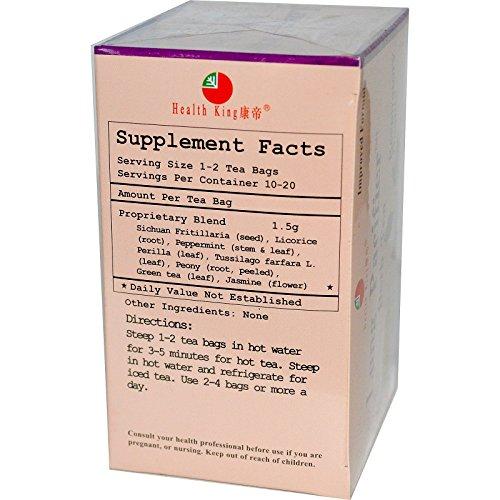 Health King康帝®
Supplement Facts
Serving Size 1-2 Tea Bags
Servings Per Container 10-20
Amount Per Tea Bag
Proprietary Blend 1.5g
Sichuan Fritillaria (seed), Licorice
(root), Peppermint (stem & leaf),
Perilla (leaf), Tussilago farfara L.
(leaf), Peony (root, peeled),
Green tea (leaf), Jasmine (flower) ★
★ Daily Value Not Established
Other Ingredients: None
Directions:
Steep 1-2 tea bags in hot water
for 3-5 minutes for hot tea. Steep
in hot water and refrigerate for
iced tea. Use 2-4 bags or more a
day.
Consult your health professional before use if you are
pregnant, or nursing. Keep out of reach of children.
Improved Formula